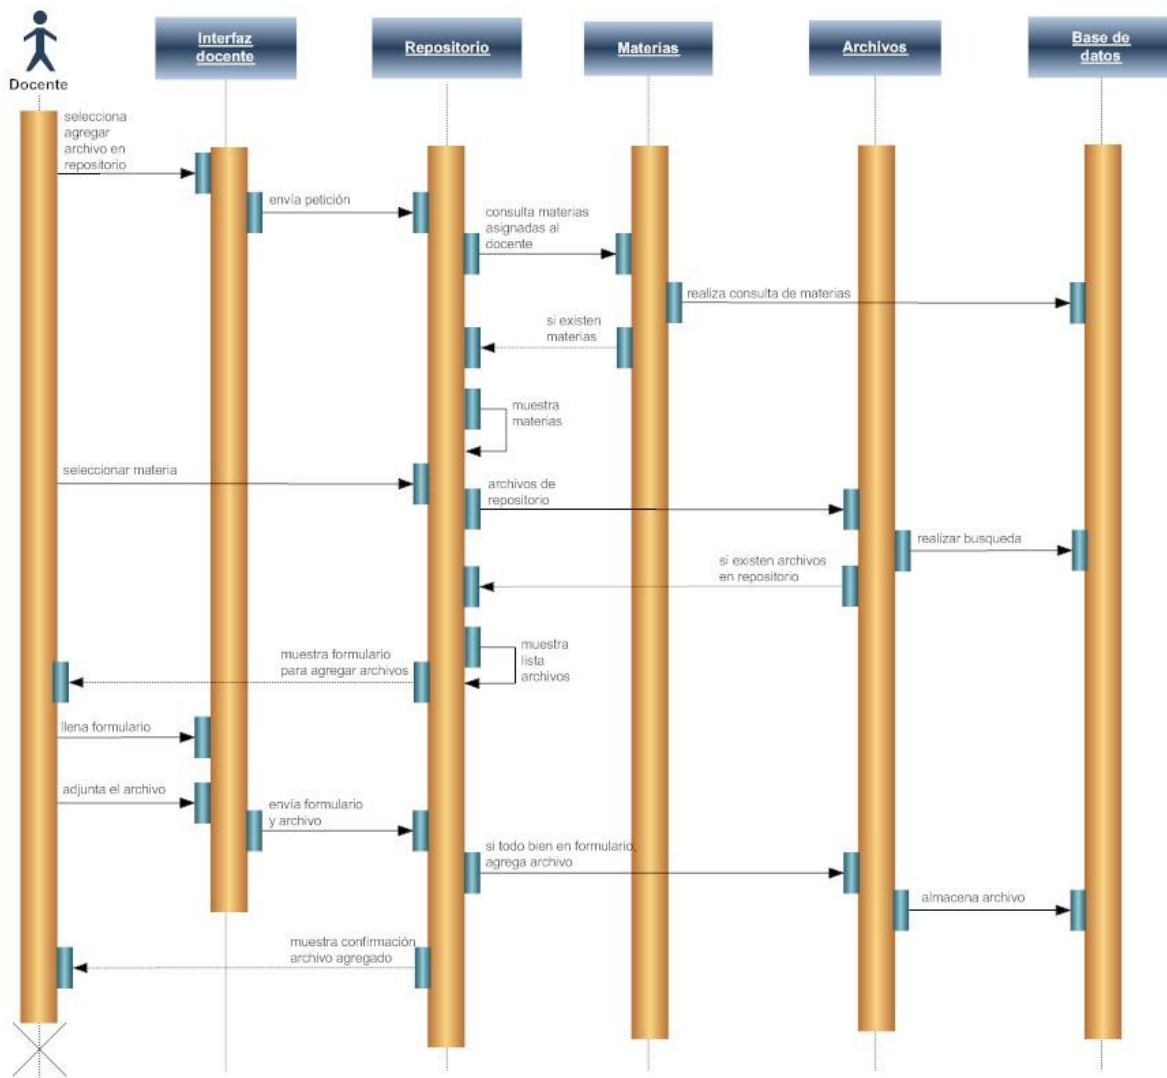 Docente
Interfaz
docente
Repositorio
Materias
Archivos
Base de
datos
selecciona
agregar
archivo en
repositorio
envía petición
consulta materias
asignadas al
docente
realiza consulta de materias
si existen
materias
muestra
materias
seleccionar materia
archivos de
repositorio
realizar busqueda
si existen archivos
en repositorio
muestra
lista
archivos
muestra formulario
para agregar archivos
llena formulario
adjunta el archivo
envía formulario
y archivo
si todo bien en formulario,
agrega archivo
almacena archivo
muestra confirmación
archivo agregado